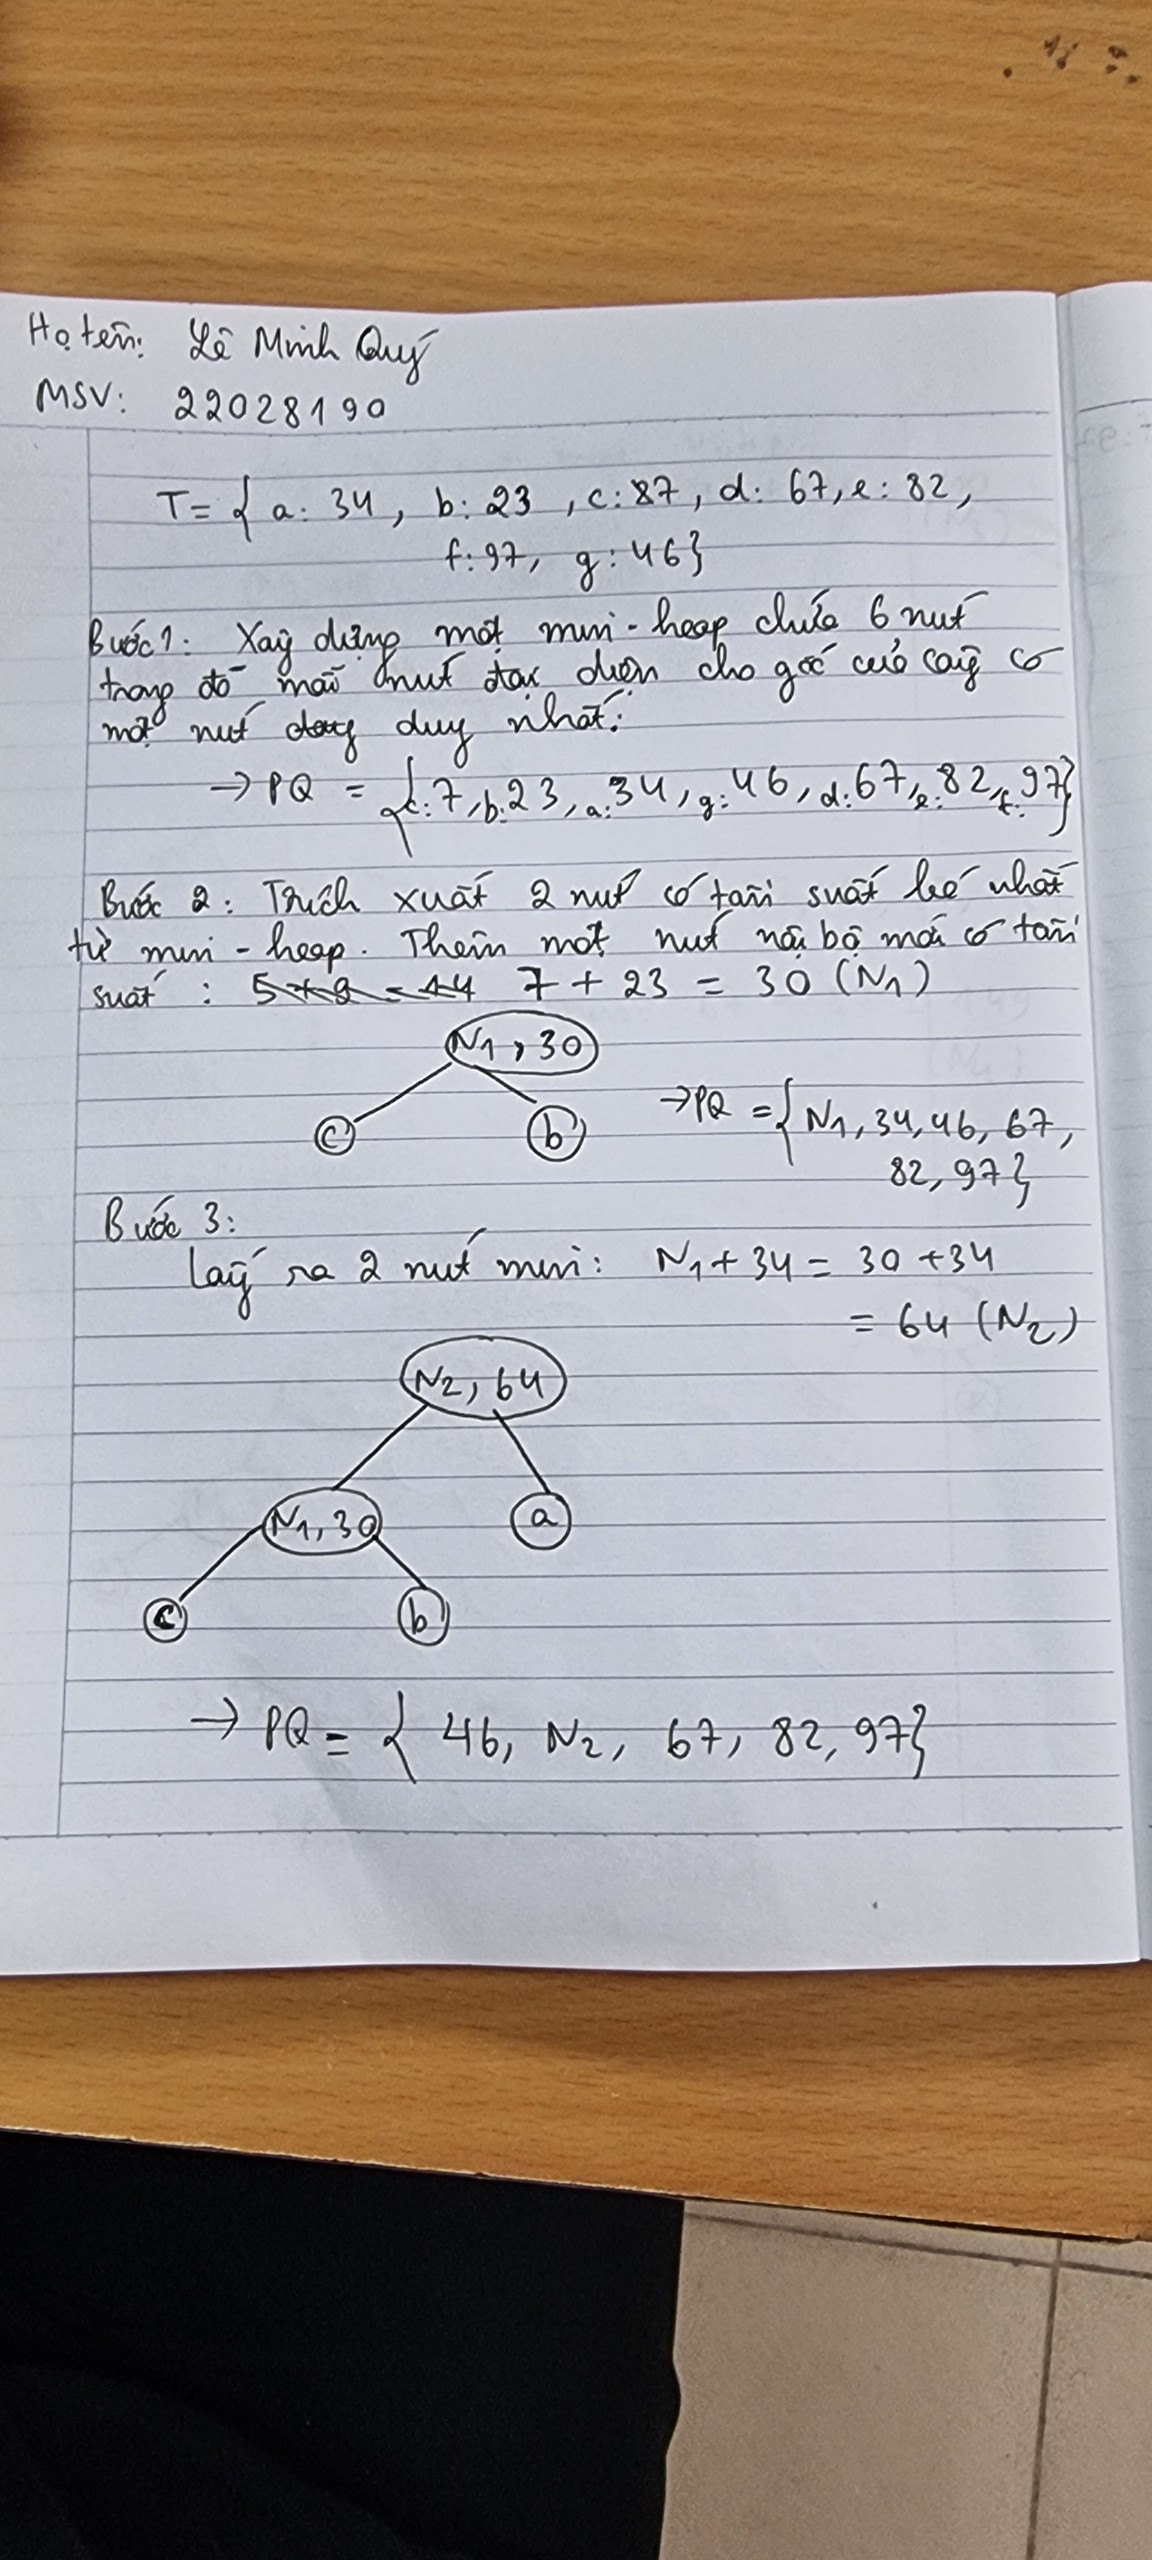 Họ tên: Lê Minh Quý
MSV: 22028190
T = { a: 34, b: 23, c: 87, d: 67, e: 82,
f: 97, g: 46}
Bước 1: Xây dựng một min-heap chứa 6 nút
trong đó mỗi nút đại diện cho gốc của cây có
một nút duy nhất:
→ PQ = {c: 7, b: 23, a: 34, g: 46, d: 67, e: 82, f: 97}
Bước 2: Trích xuất 2 nút có tần suất bé nhất
từ min-heap. Thêm một nút nội bộ mới có tần
suất : 5+9 = 14 7 + 23 = 30 (N1)
N1, 30
c b
→ PQ = { N1, 34, 46, 67,
82, 97}
Bước 3:
Lấy ra 2 nút min: N1 + 34 = 30 + 34
= 64 (N2)
N2, 64
N1, 30 a
c b
→ PQ = { 46, N2, 67, 82, 97}